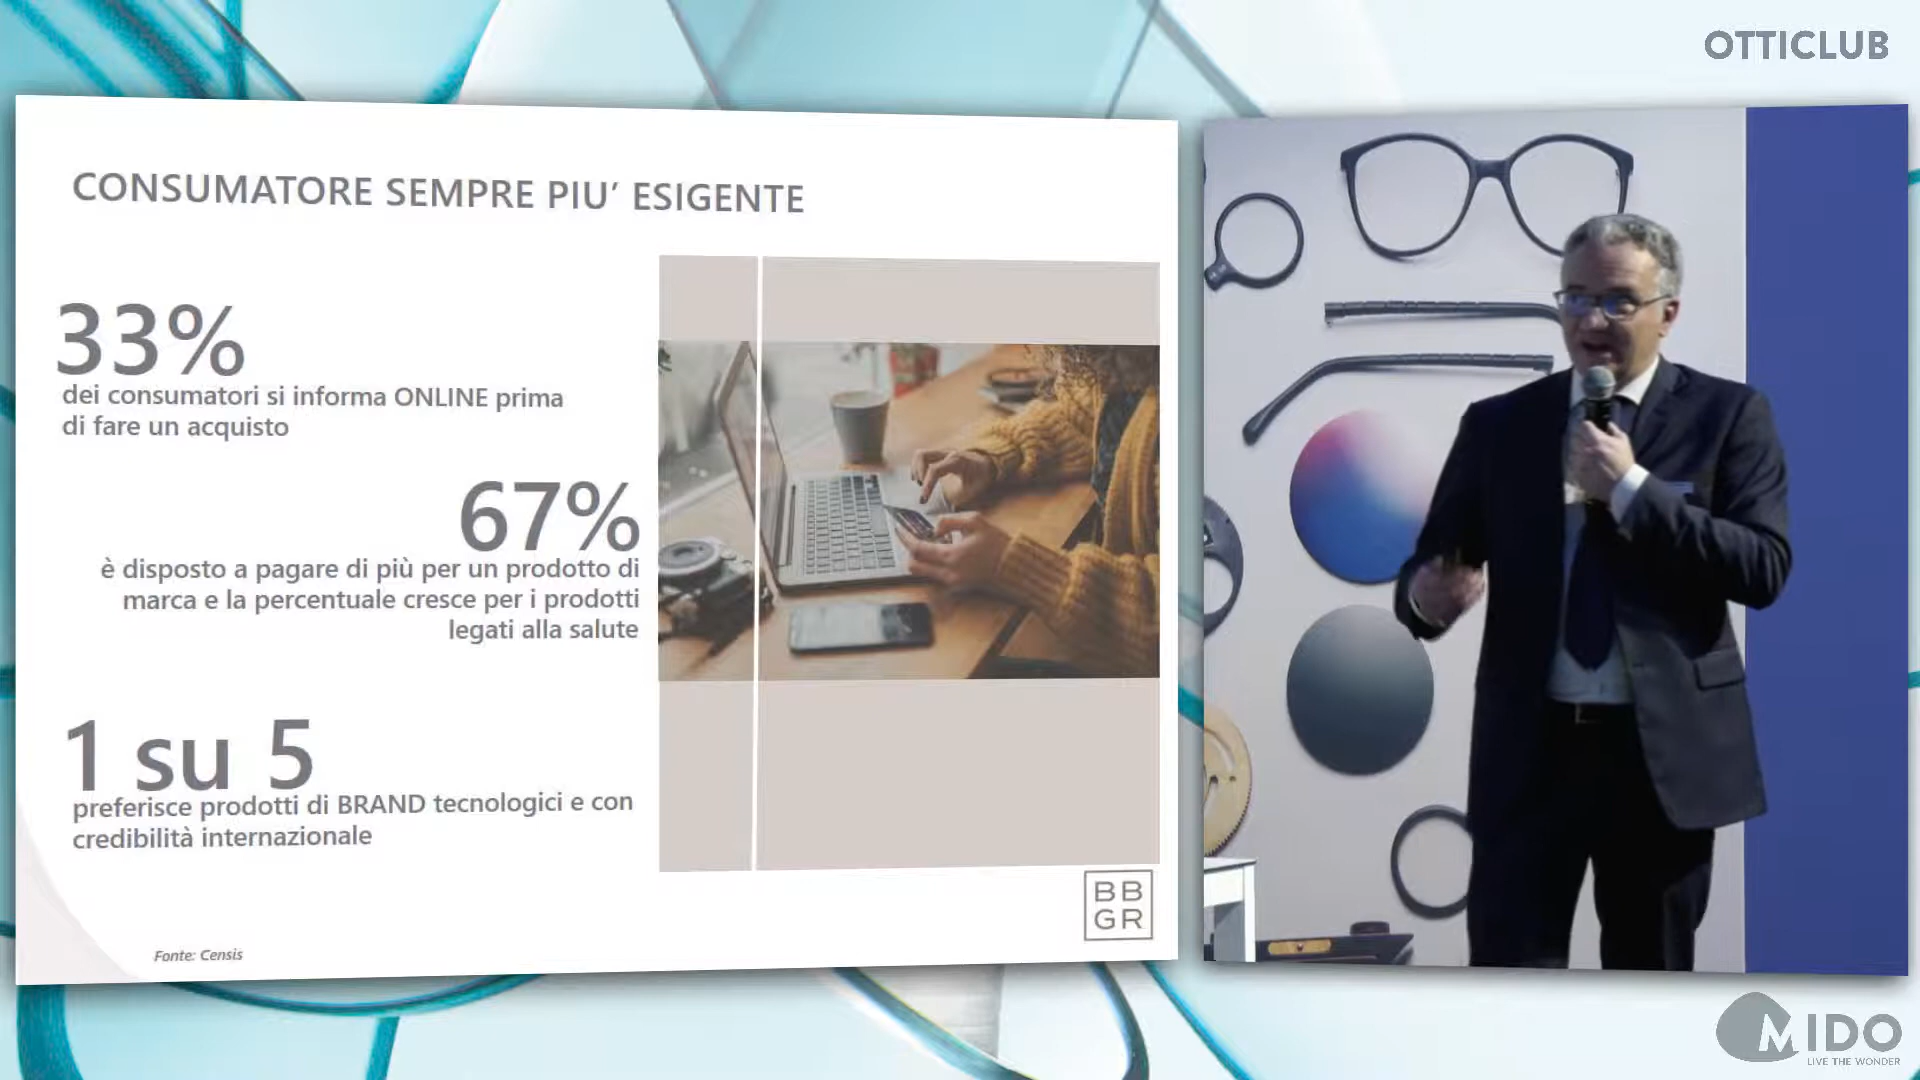 OTTICLUB
CONSUMATORE SEMPRE PIU’ ESIGENTE
33%
dei consumatori si informa ONLINE prima
di fare un acquisto
67%
è disposto a pagare di più per un prodotto di
marca e la percentuale cresce per i prodotti
legati alla salute
1 su 5
preferisce prodotti di BRAND tecnologici e con
credibilità internazionale
BB
GR
Fonte: Censis
MIDO
LIVE THE WONDER